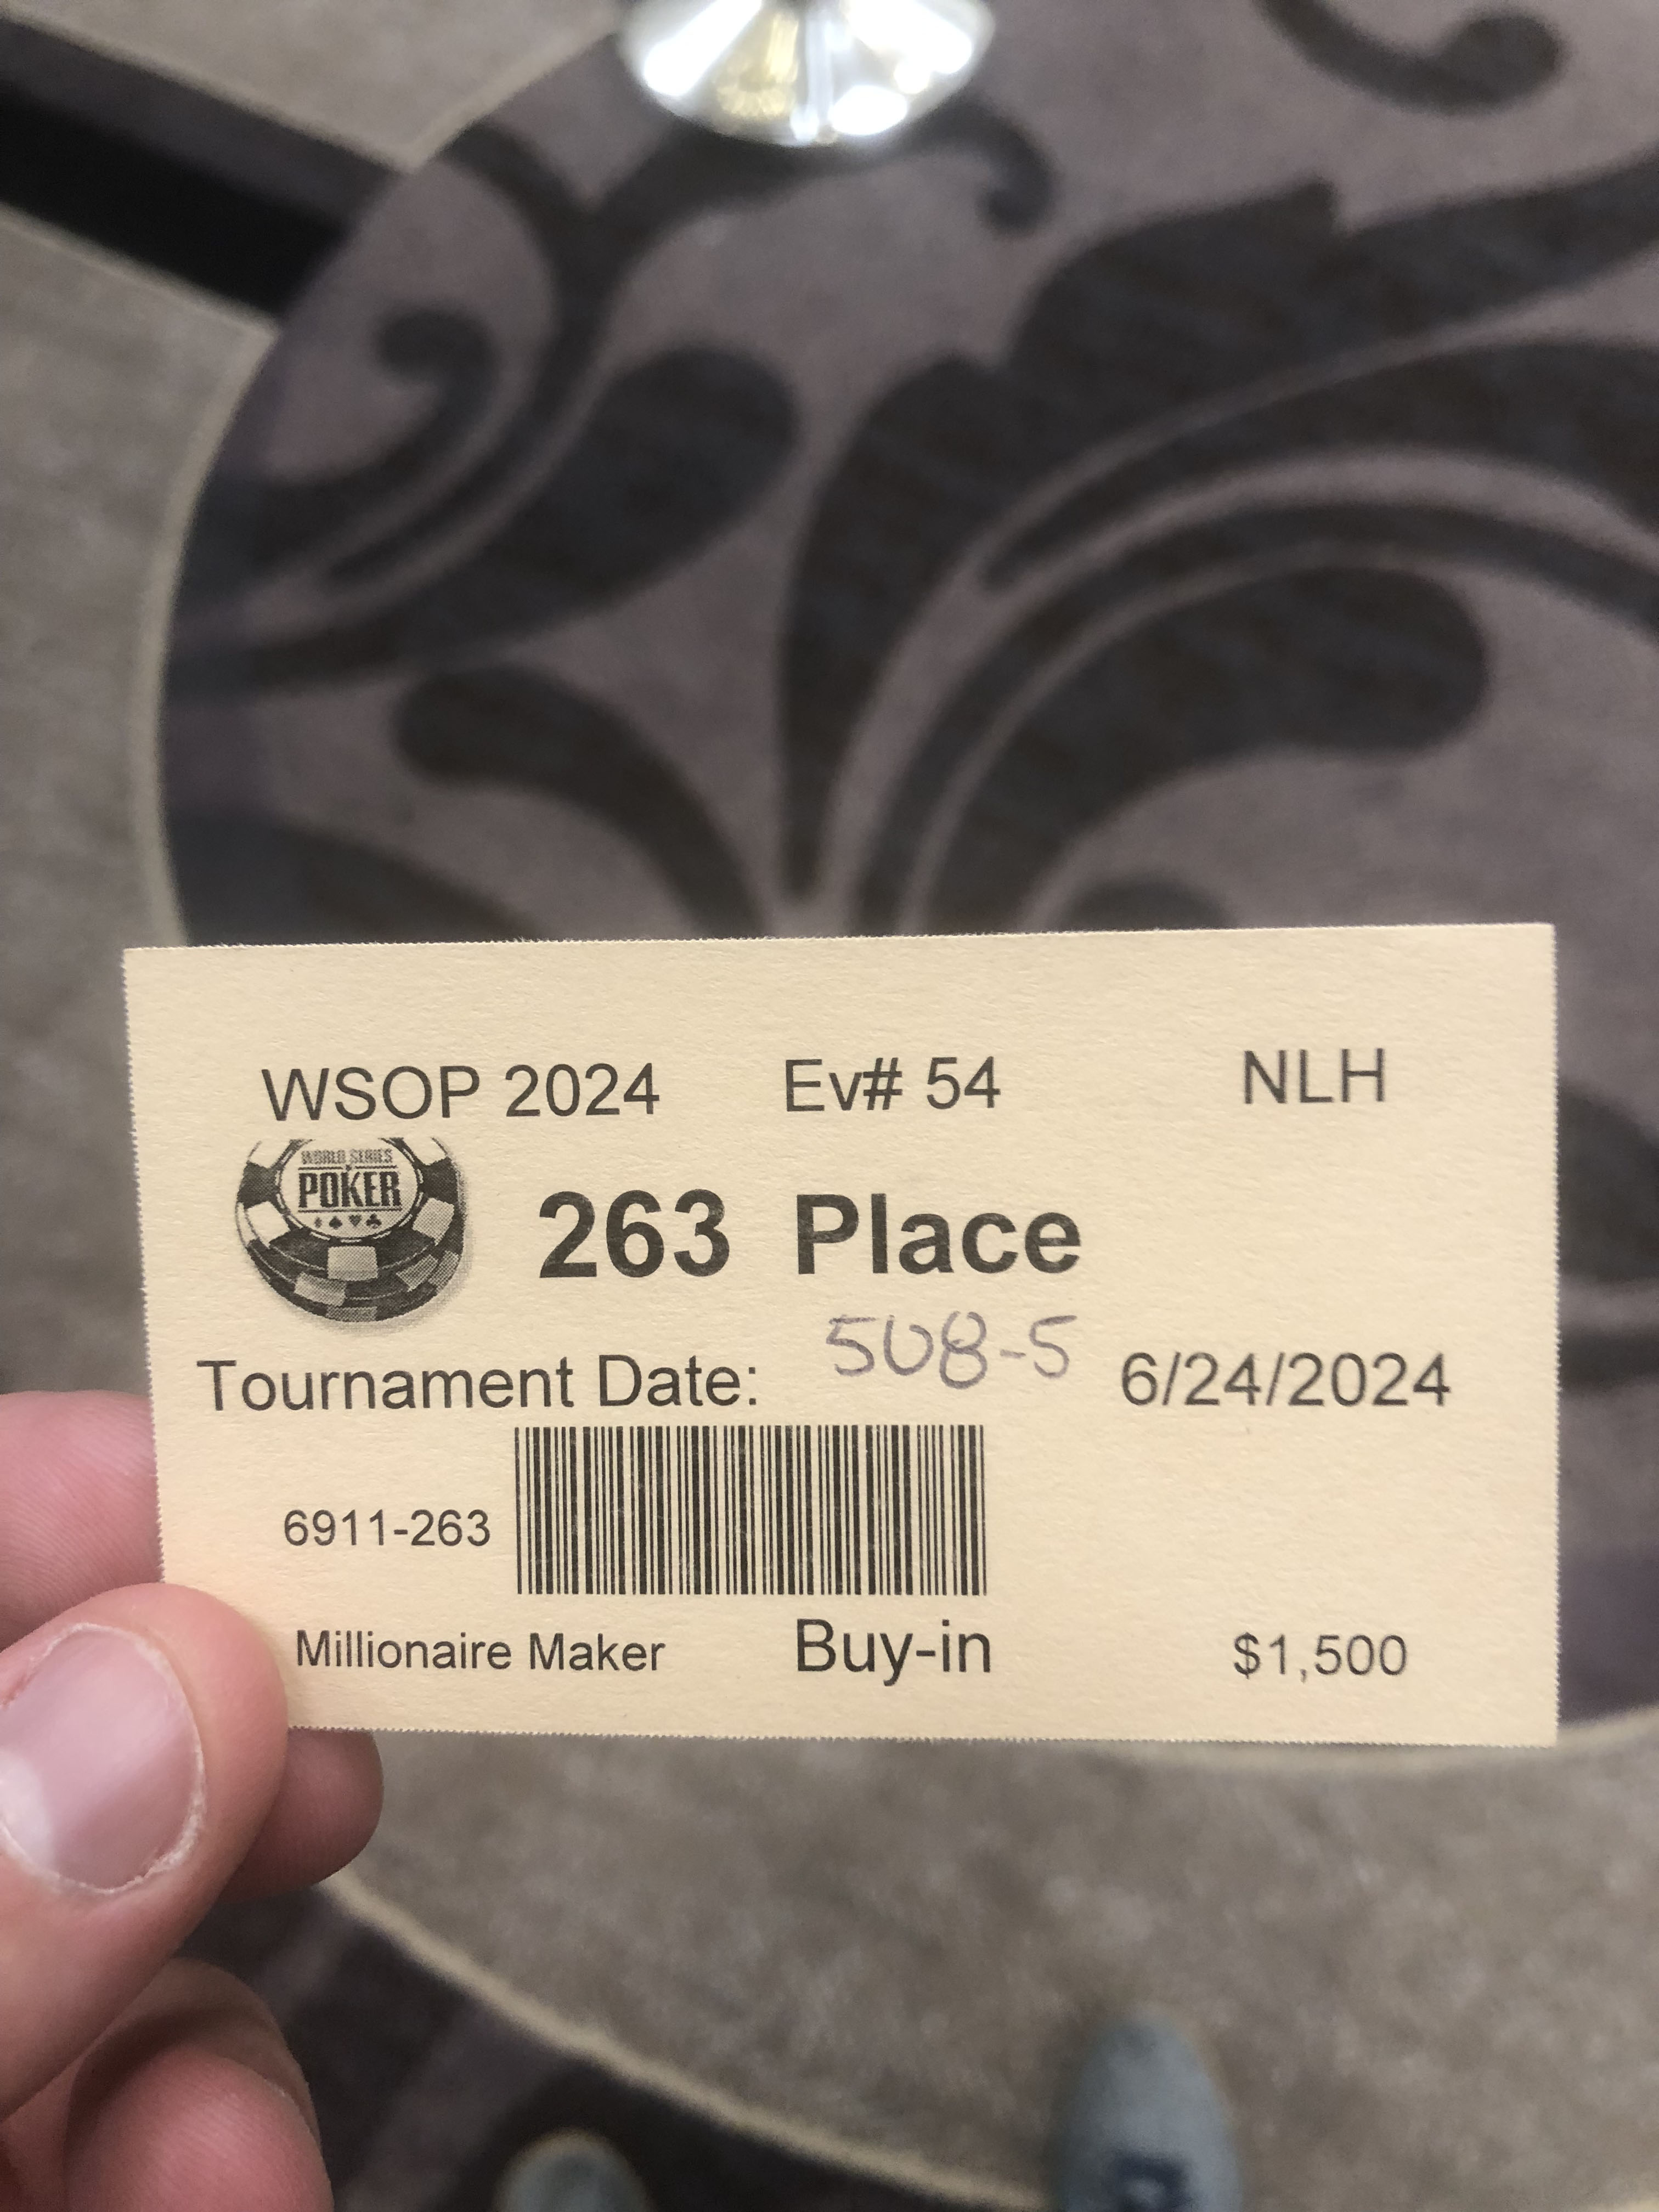 WSOP 2024 Ev# 54 NLH
WORLD SERIES
POKER
263 Place
508-5
Tournament Date: 6/24/2024
6911-263
Millionaire Maker Buy-in $1,500